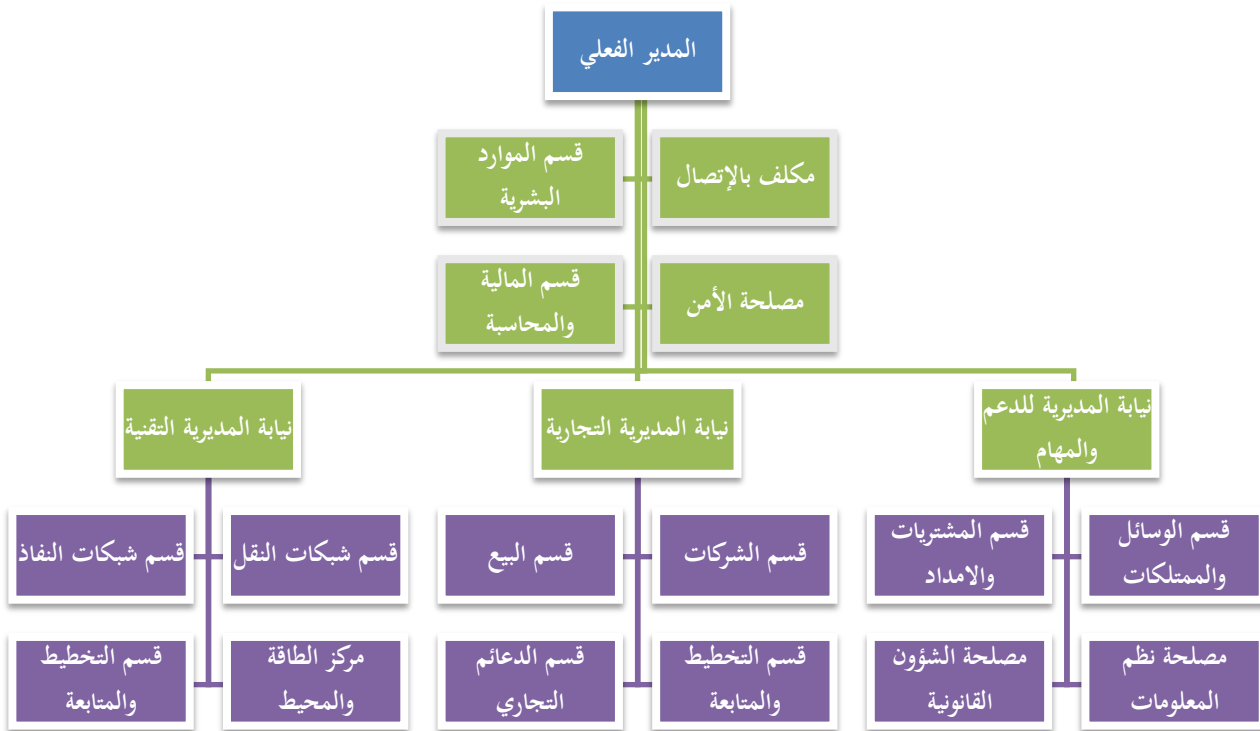 المدير الفعلي
مكلف بالإتصال
قسم الموارد
البشرية
مصلحة الأمن
قسم المالية
والمحاسبة
نيابة المديرية للدعم
والمهام
نيابة المديرية التجارية
نيابة المديرية التقنية
قسم الوسائل
والممتلكات
قسم المشتريات
والامداد
قسم الشركات
قسم البيع
قسم شبكات النقل
قسم شبكات النفاذ
مصلحة نظم
المعلومات
مصلحة الشؤون
القانونية
قسم التخطيط
والمتابعة
قسم الدعائم
التجاري
مركز الطاقة
والمحيط
قسم التخطيط
والمتابعة